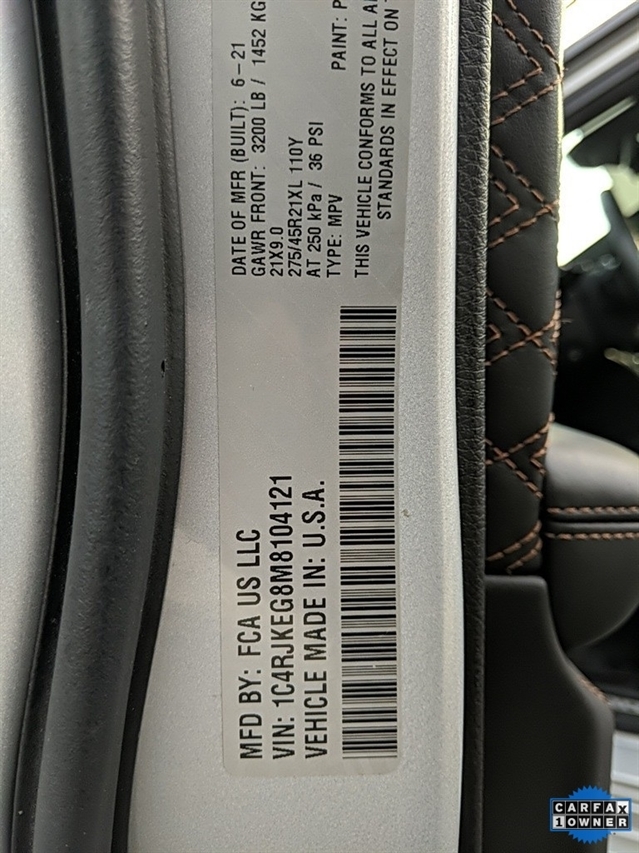 MFD BY: FCA US LLC
VIN: 1C4RJKEG8M8104121
VEHICLE MADE IN: U.S.A.
DATE OF MFR (BUILT): 6-21
GAWR FRONT: 3200 LB / 1452 KG
21X9.0
275/45R21XL 110Y
AT 250 kPa / 36 PSI
TYPE: MPV
PAINT:
THIS VEHICLE CONFORMS TO ALL
STANDARDS IN EFFECT ON
CARFAX
1 OWNER